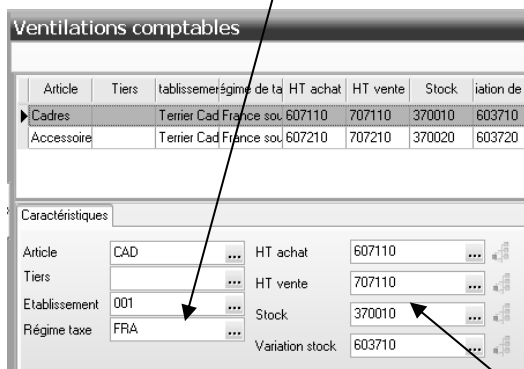 Ventilations comptables
Article Tiers tablissemer égime de ta HT achat HT vente Stock iation de
Cadres Terrier Cad France sou 607110 707110 370010 603710
Accessoire Terrier Cad France sou 607210 707210 370020 603720
Caractéristiques
Article CAD ... HT achat 607110 ...
Tiers ... HT vente 707110 ...
Etablissement 001 ... Stock 370010 ...
Régime taxe FRA ... Variation stock 603710 ...